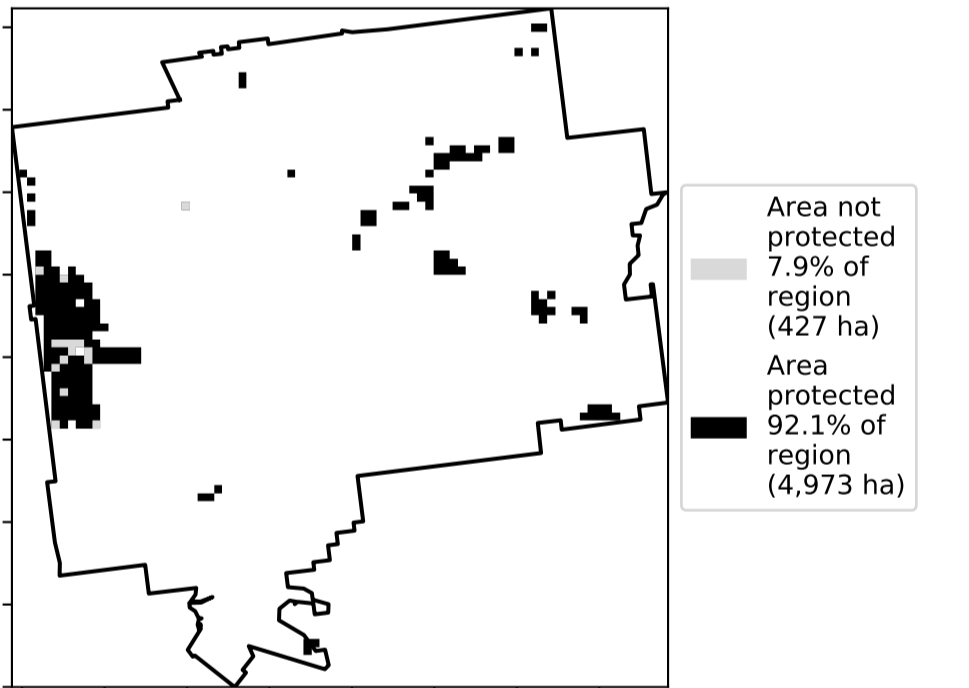 Area not
protected
7.9% of
region
(427 ha)
Area
protected
92.1% of
region
(4,973 ha)